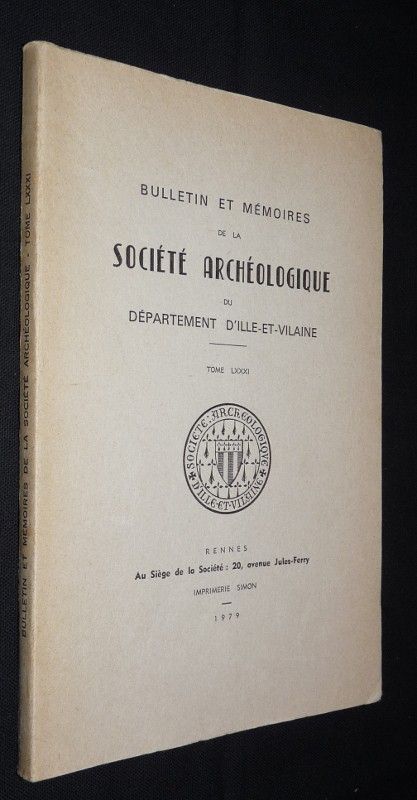 BULLETIN ET MÉMOIRES
DE LA
SOCIÉTÉ ARCHÉOLOGIQUE
DU
DÉPARTEMENT D'ILLE-ET-VILAINE
TOME LXXXI
SOCIETE ARCHEOLOGIQUE
D'ILLE-ET-VILAINE
RENNES
Au Siège de la Société : 20, avenue Jules-Ferry
IMPRIMERIE SIMON
1979
BULLETIN ET MÉMOIRES DE LA SOCIÉTÉ ARCHÉOLOGIQUE - TOME LXXXI